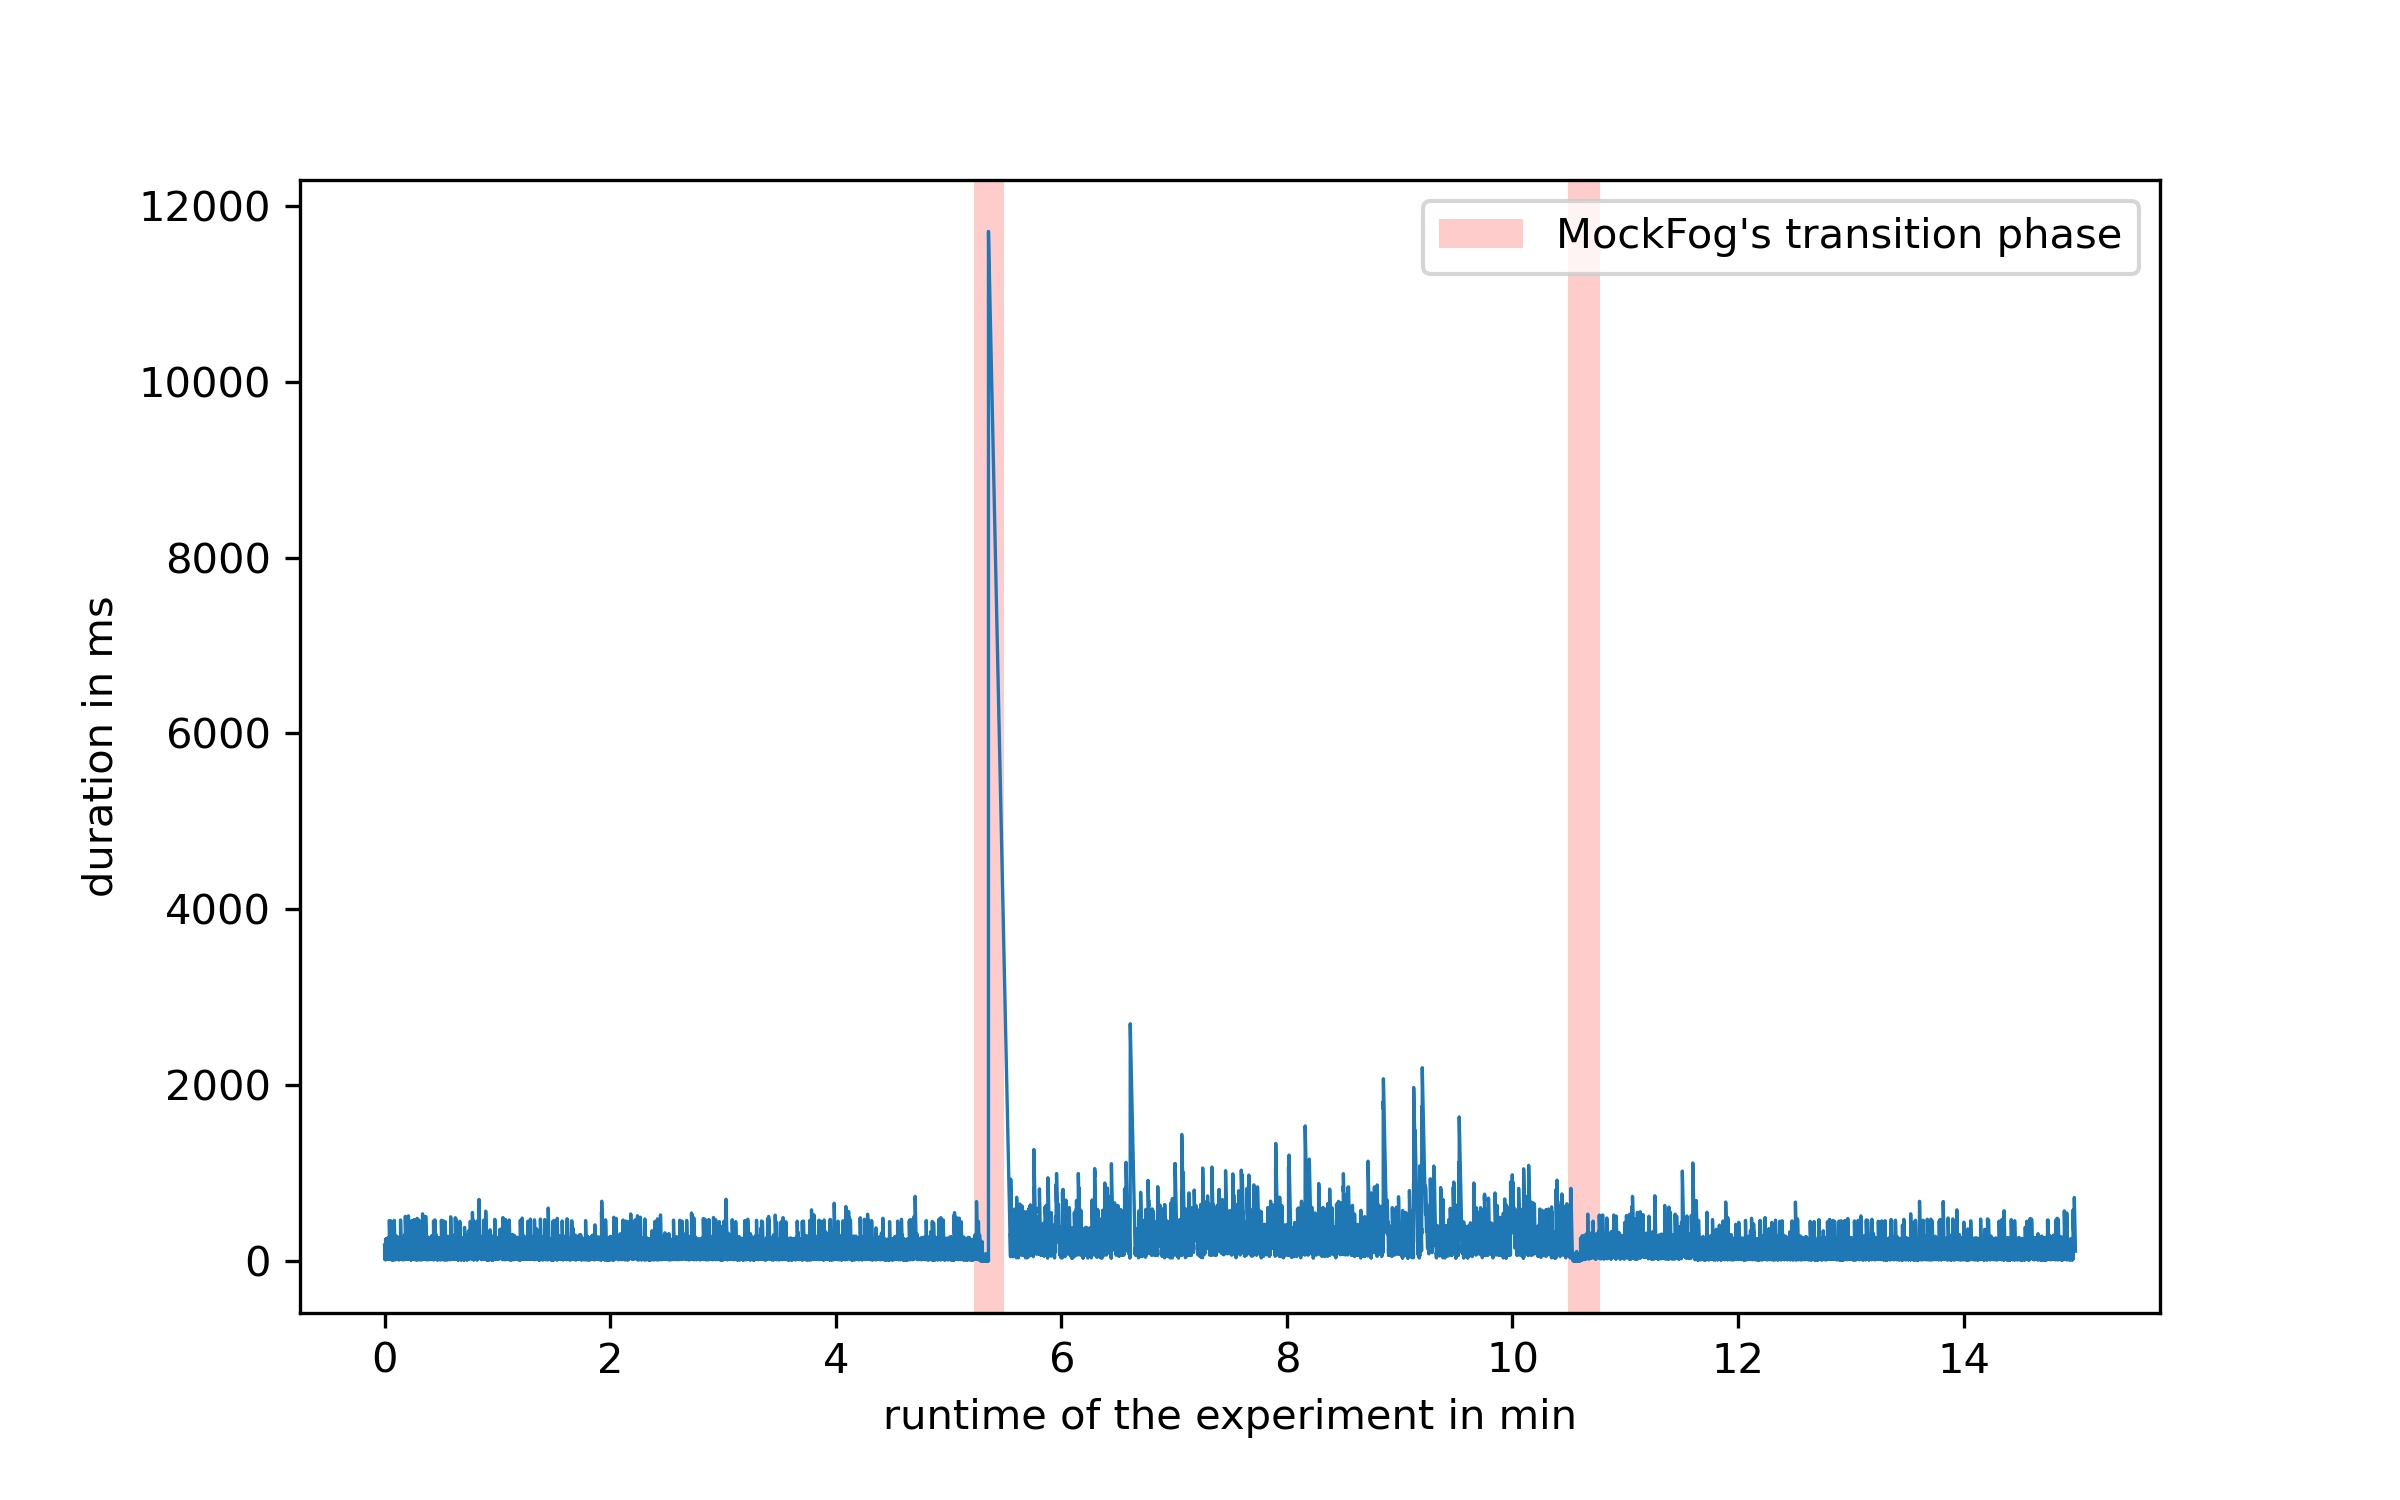 MockFog's transition phase
12000
10000
8000
6000
4000
2000
0
duration in ms
0 2 4 6 8 10 12 14
runtime of the experiment in min